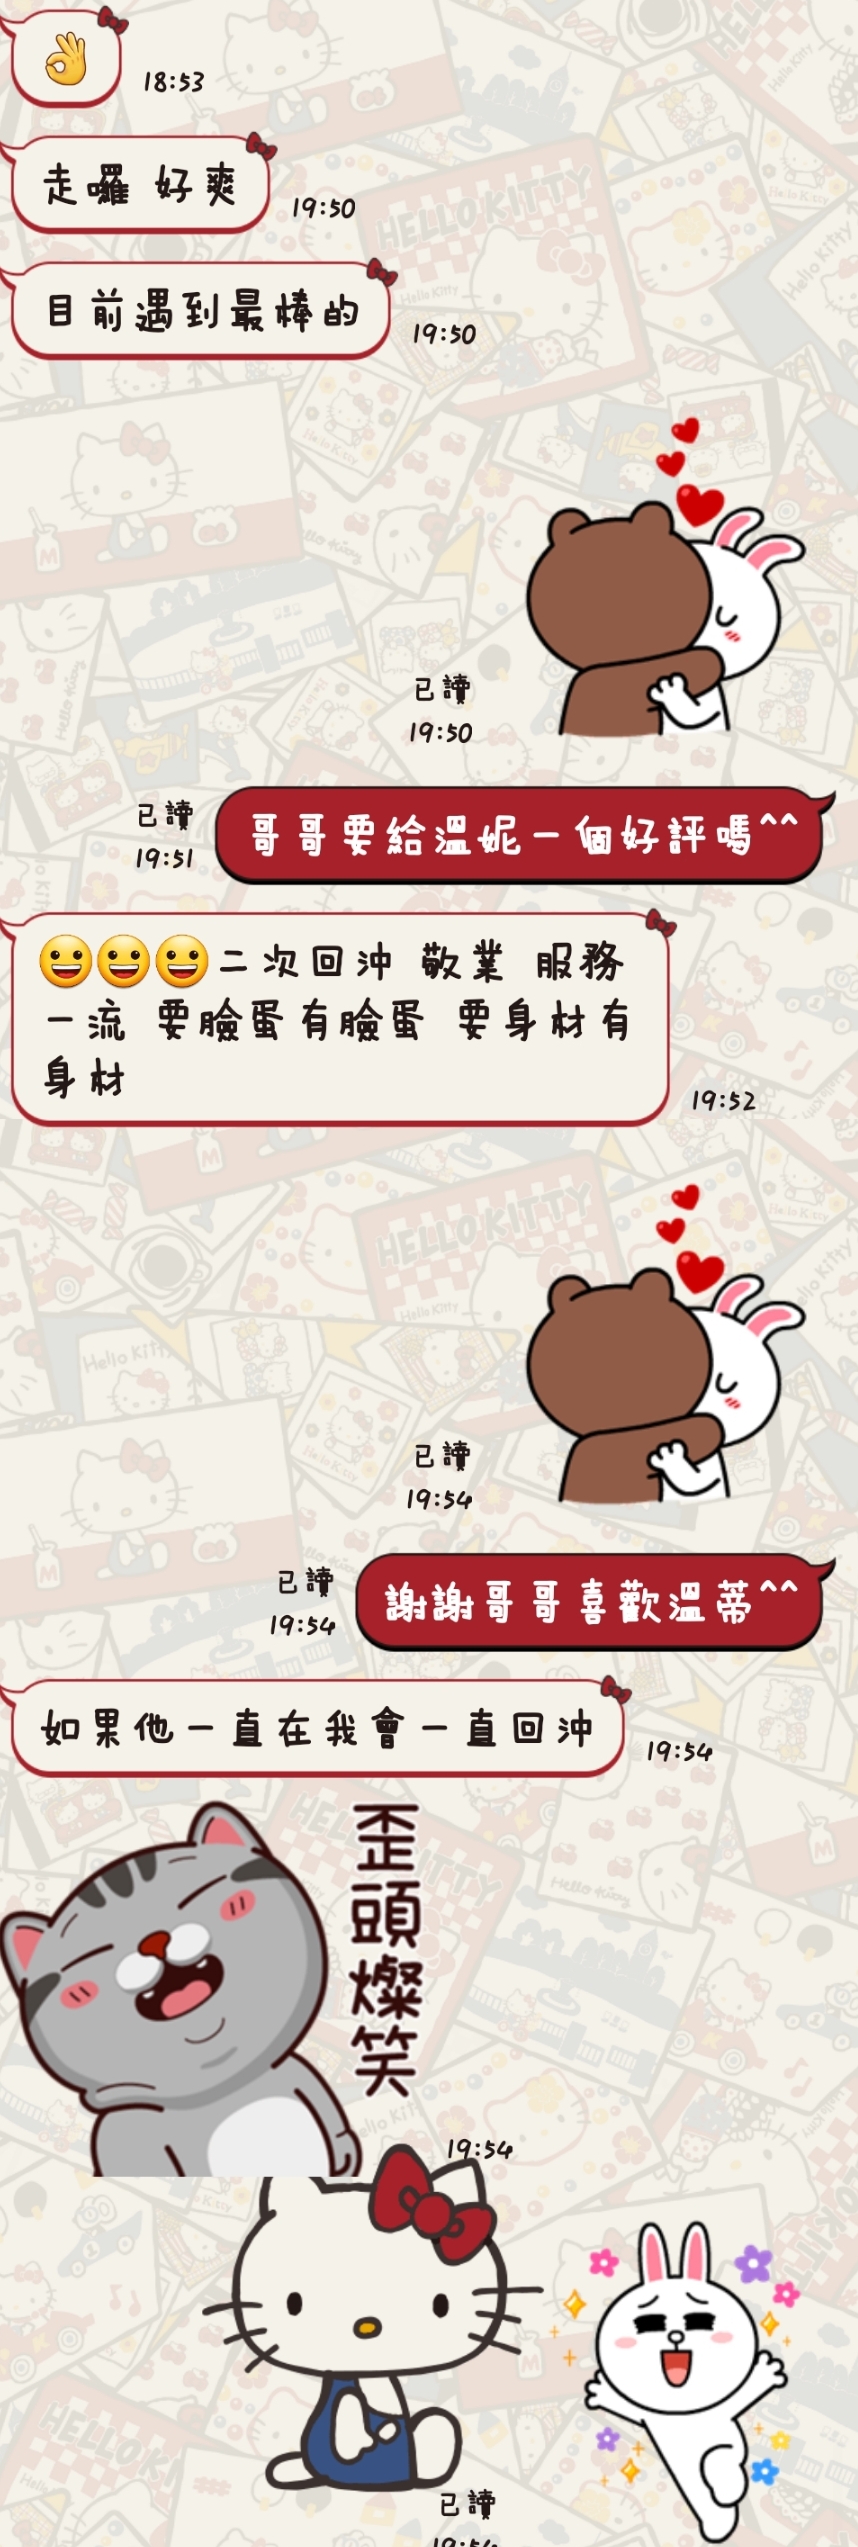 18:53
走囉 好爽
19:50
目前遇到最棒的
19:50
已讀
19:50
已讀
19:51
哥哥要給溫妮一個好評嗎^^
😀😀😀二次回沖 敬業 服務
一流 要臉蛋有臉蛋 要身材有
身材
19:52
已讀
19:54
已讀
19:54
謝謝哥哥喜歡溫蒂^^
如果他一直在我會一直回沖
19:54
歪頭燦笑
19:54
已讀
19:54